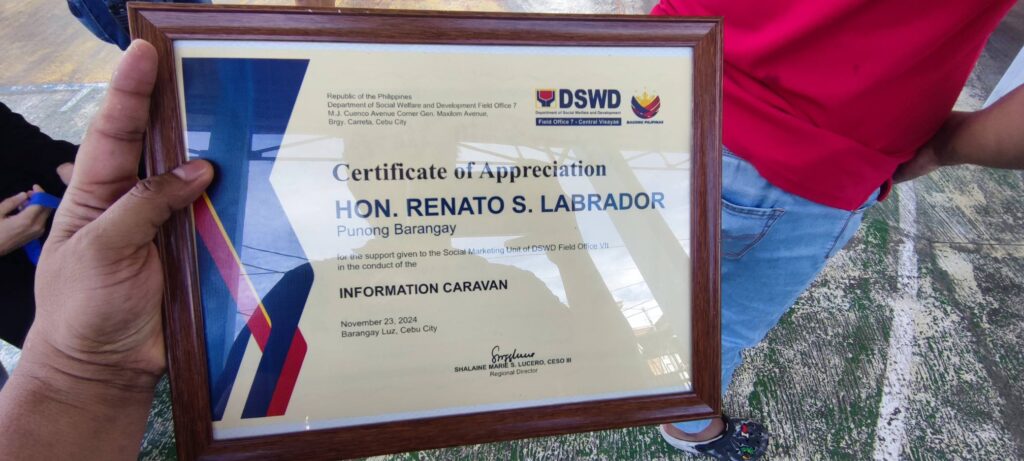 Republic of the Philippines
Department of Social Welfare and Development Field Office 7
M.J. Cuenco Avenue Corner Gen. Maxilom Avenue,
Brgy. Carreta, Cebu City
DSWD
Department of Social Welfare and Development
Field Office 7 - Central Visayas
BAGONG PILIPINAS
Certificate of Appreciation
HON. RENATO S. LABRADOR
Punong Barangay
for the support given to the Social Marketing Unit of DSWD Field Office VII
in the conduct of the
INFORMATION CARAVAN
November 23, 2024
Barangay Luz, Cebu City
SHALAINE MARIE S. LUCERO, CESO III
Regional Director